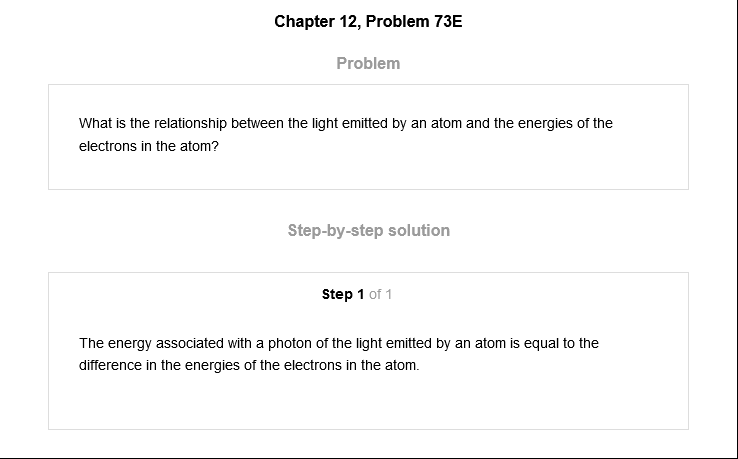 Chapter 12, Problem 73E
Problem
What is the relationship between the light emitted by an atom and the energies of the
electrons in the atom?
Step-by-step solution
Step 1 of 1
The energy associated with a photon of the light emitted by an atom is equal to the
difference in the energies of the electrons in the atom.